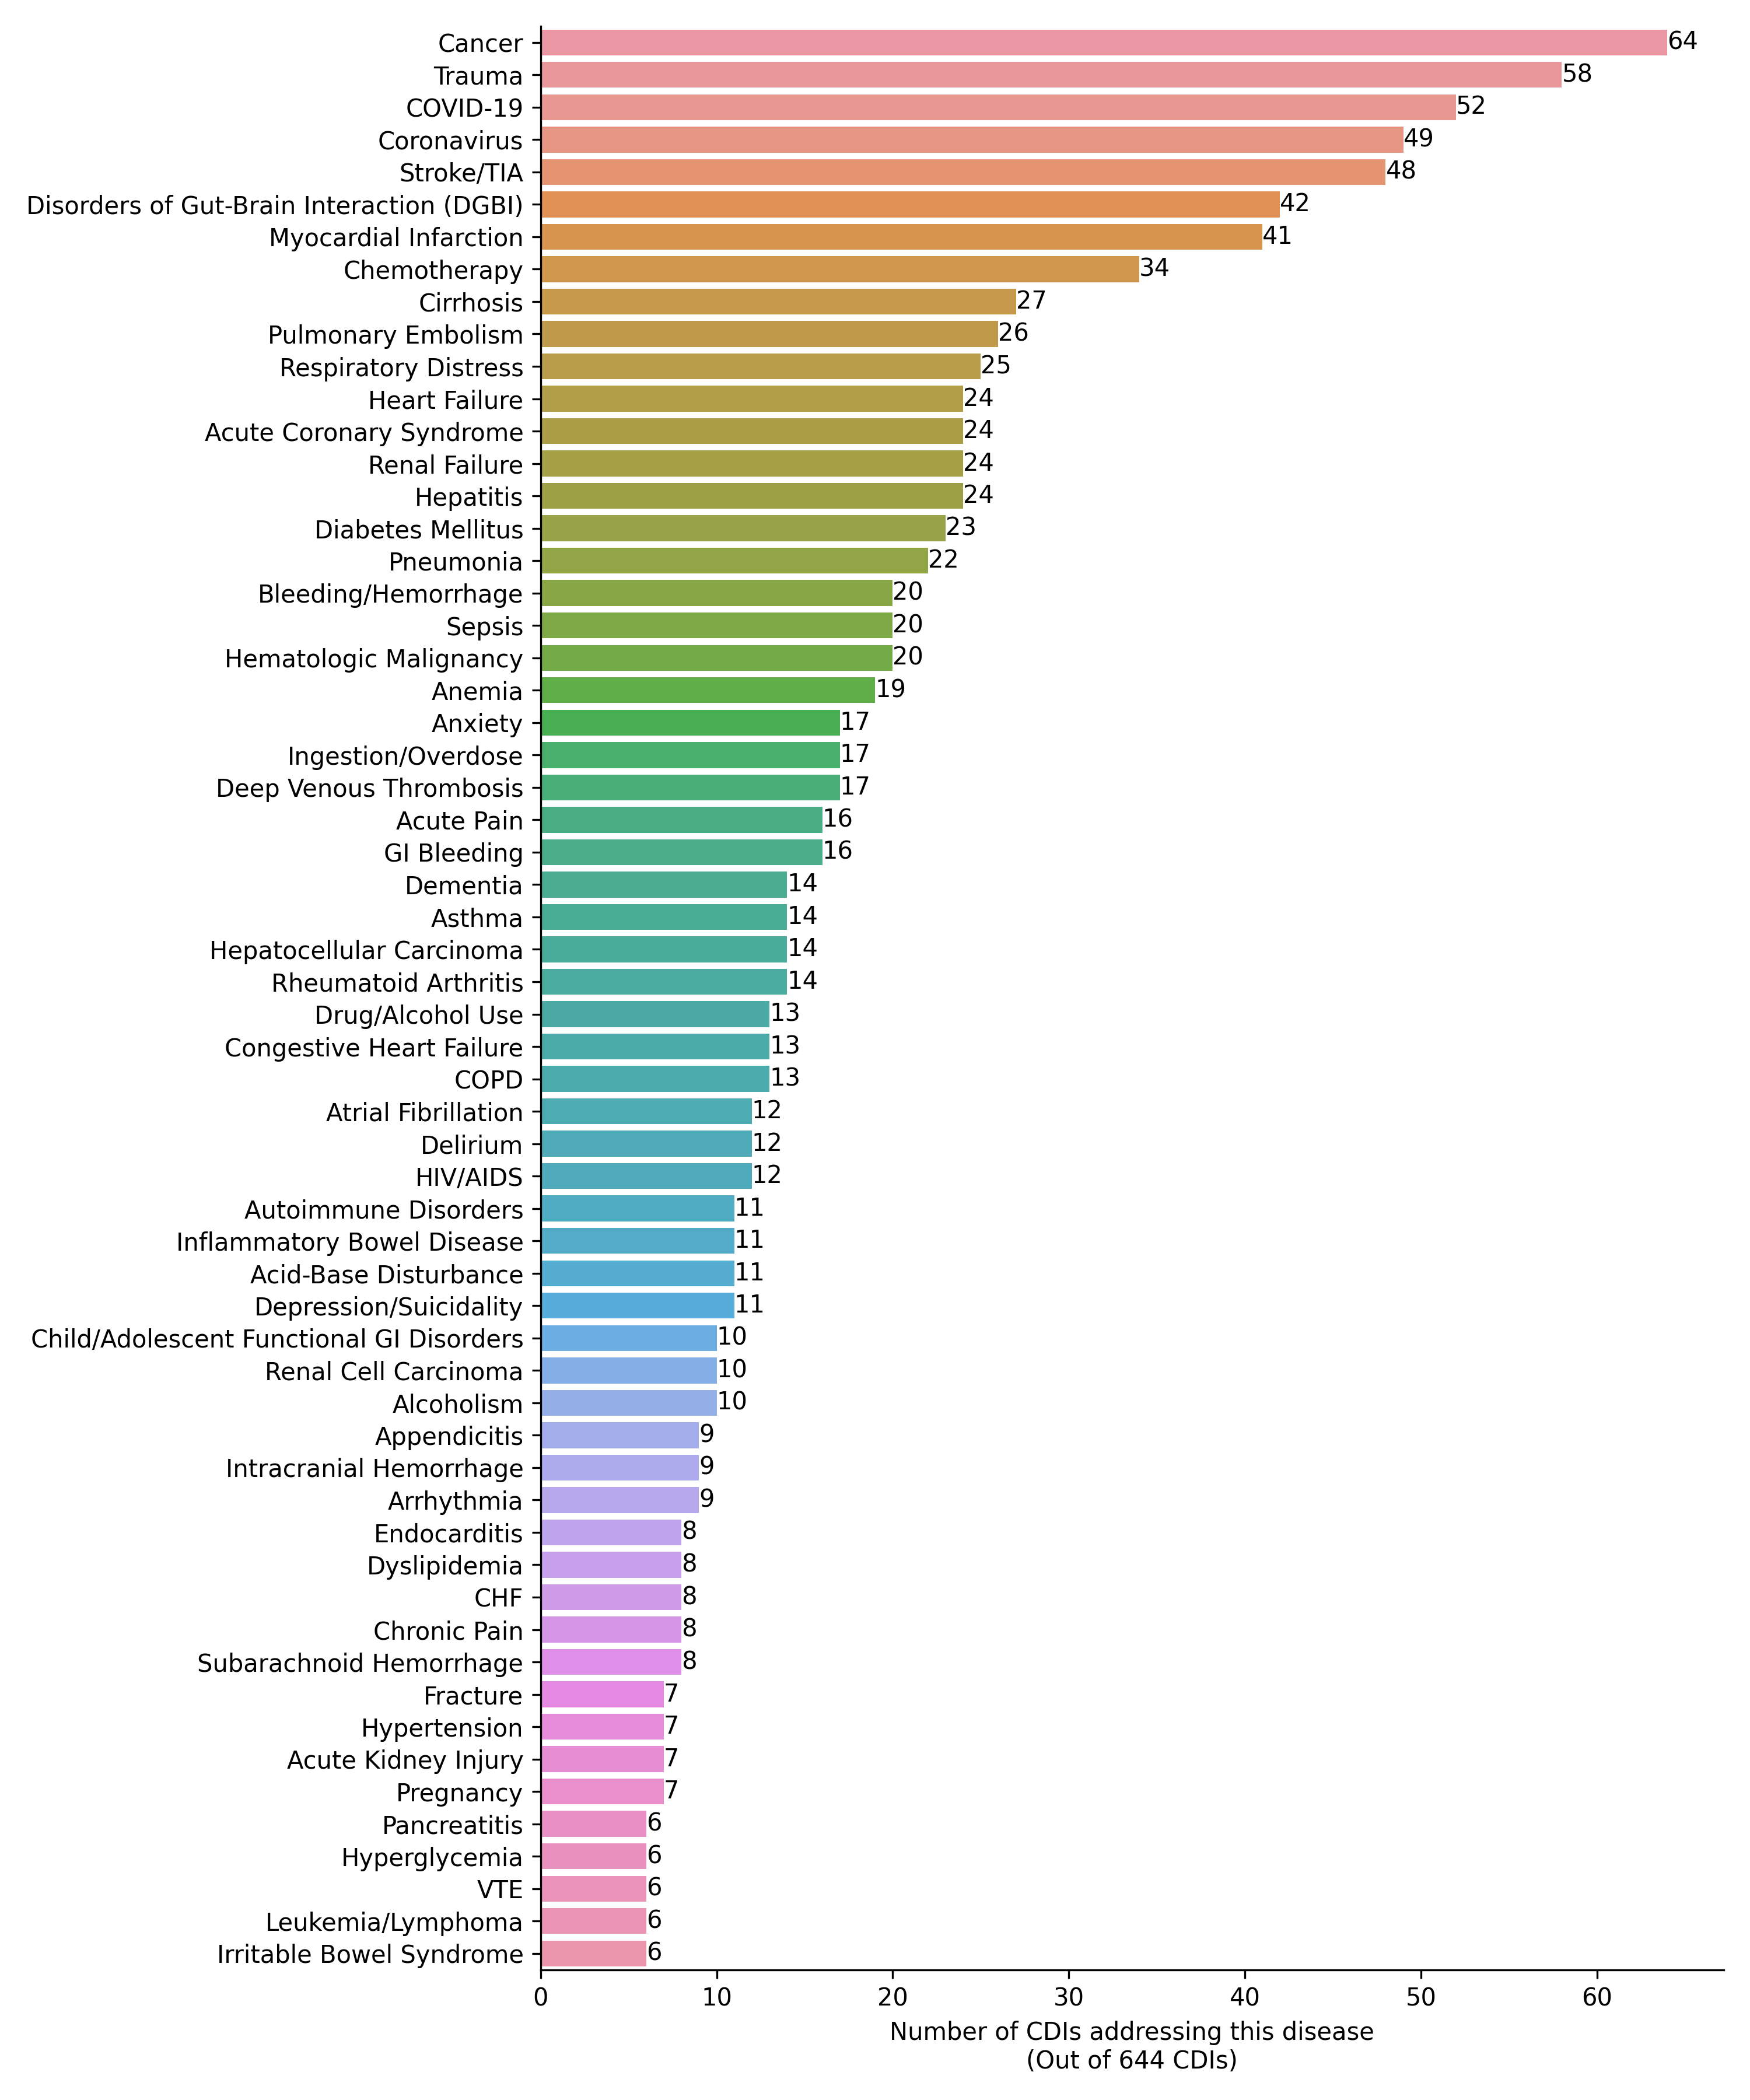 Cancer 64
Trauma 58
COVID-19 52
Coronavirus 49
Stroke/TIA 48
Disorders of Gut-Brain Interaction (DGBI) 42
Myocardial Infarction 41
Chemotherapy 34
Cirrhosis 27
Pulmonary Embolism 26
Respiratory Distress 25
Heart Failure 24
Acute Coronary Syndrome 24
Renal Failure 24
Hepatitis 24
Diabetes Mellitus 23
Pneumonia 22
Bleeding/Hemorrhage 20
Sepsis 20
Hematologic Malignancy 20
Anemia 19
Anxiety 17
Ingestion/Overdose 17
Deep Venous Thrombosis 17
Acute Pain 16
GI Bleeding 16
Dementia 14
Asthma 14
Hepatocellular Carcinoma 14
Rheumatoid Arthritis 14
Drug/Alcohol Use 13
Congestive Heart Failure 13
COPD 13
Atrial Fibrillation 12
Delirium 12
HIV/AIDS 12
Autoimmune Disorders 11
Inflammatory Bowel Disease 11
Acid-Base Disturbance 11
Depression/Suicidality 11
Child/Adolescent Functional GI Disorders 10
Renal Cell Carcinoma 10
Alcoholism 10
Appendicitis 9
Intracranial Hemorrhage 9
Arrhythmia 9
Endocarditis 8
Dyslipidemia 8
CHF 8
Chronic Pain 8
Subarachnoid Hemorrhage 8
Fracture 7
Hypertension 7
Acute Kidney Injury 7
Pregnancy 7
Pancreatitis 6
Hyperglycemia 6
VTE 6
Leukemia/Lymphoma 6
Irritable Bowel Syndrome 6
0 10 20 30 40 50 60
Number of CDIs addressing this disease
(Out of 644 CDIs)